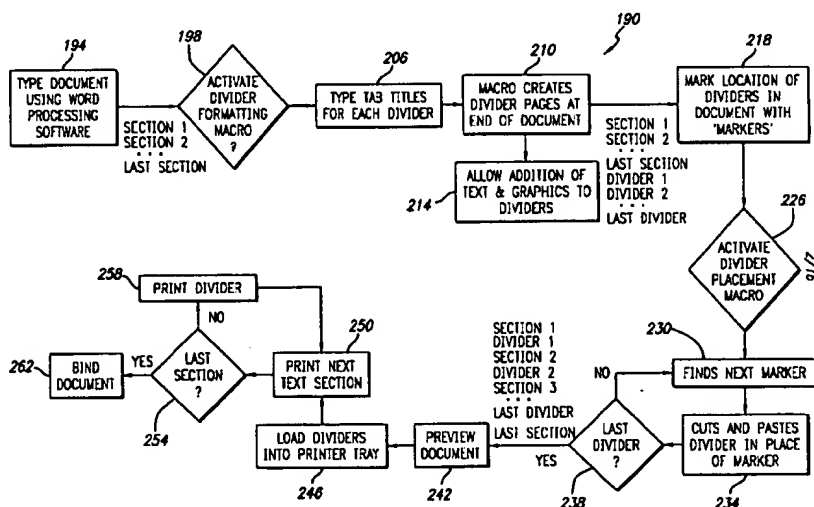 190
194
TYPE DOCUMENT
USING WORD
PROCESSING
SOFTWARE
SECTION 1
SECTION 2
...
LAST SECTION
198
ACTIVATE
DIVIDER
FORMATTING
MACRO
?
206
TYPE TAB TITLES
FOR EACH DIVIDER
210
MACRO CREATES
DIVIDER PAGES AT
END OF DOCUMENT
214
ALLOW ADDITION OF
TEXT & GRAPHICS TO
DIVIDERS
SECTION 1
SECTION 2
...
LAST SECTION
DIVIDER 1
DIVIDER 2
...
LAST DIVIDER
218
MARK LOCATION OF
DIVIDERS IN
DOCUMENT WITH
'MARKERS'
226
ACTIVATE
DIVIDER
PLACEMENT
MACRO
230
FINDS NEXT MARKER
234
CUTS AND PASTES
DIVIDER IN PLACE
OF MARKER
238
LAST
DIVIDER
?
NO
YES
SECTION 1
DIVIDER 1
SECTION 2
DIVIDER 2
SECTION 3
...
LAST DIVIDER
LAST SECTION
242
PREVIEW
DOCUMENT
246
LOAD DIVIDERS
INTO PRINTER TRAY
250
PRINT NEXT
TEXT SECTION
254
LAST
SECTION
?
NO
YES
258
PRINT DIVIDER
262
BIND
DOCUMENT